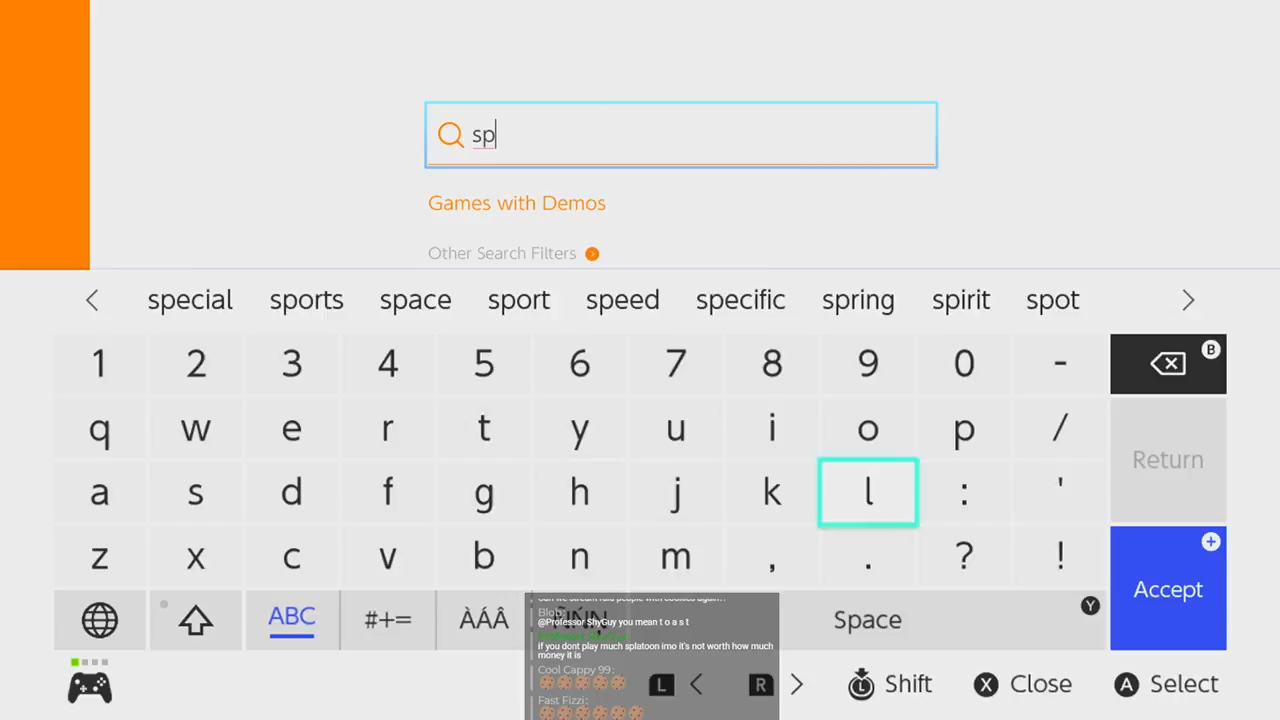 sp
Games with Demos
Other Search Filters
special sports space sport speed specific spring spirit spot
1 2 3 4 5 6 7 8 9 0 - B
q w e r t y u i o p /
Return
a s d f g h j k l : '
z x c v b n m , . ? ! +
Accept
ABC #+= ÀÁÂ ÑŃŅ Space Y
Blob:
@Professor ShyGuy you mean t o a s t
if you dont play much splatoon imo it's not worth how much
money it is
Cool Cappy 99:
Fast Fizzi:
L R L Shift X Close A Select